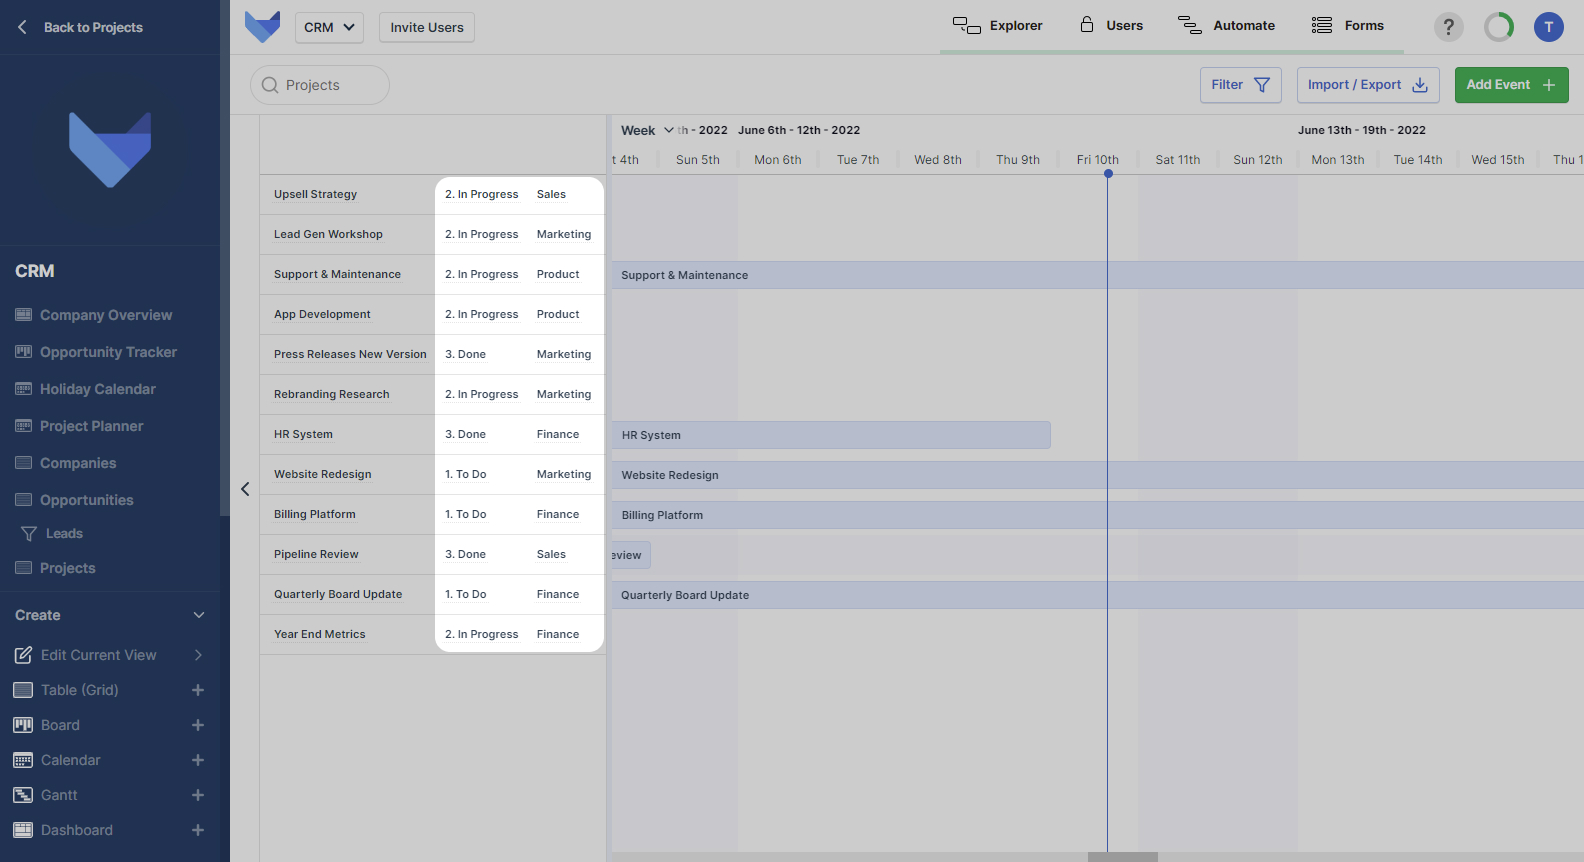 Back to Projects
CRM
Company Overview
Opportunity Tracker
Holiday Calendar
Project Planner
Companies
Opportunities
Leads
Projects
Create
Edit Current View
Table (Grid)
Board
Calendar
Gantt
Dashboard
CRM Invite Users Explorer Users Automate Forms ? T
Projects Filter Import / Export Add Event
Week th - 2022 June 6th - 12th - 2022 June 13th - 19th - 2022
t 4th Sun 5th Mon 6th Tue 7th Wed 8th Thu 9th Fri 10th Sat 11th Sun 12th Mon 13th Tue 14th Wed 15th Thu 1
Upsell Strategy 2. In Progress Sales
Lead Gen Workshop 2. In Progress Marketing
Support & Maintenance 2. In Progress Product Support & Maintenance
App Development 2. In Progress Product
Press Releases New Version 3. Done Marketing
Rebranding Research 2. In Progress Marketing
HR System 3. Done Finance HR System
Website Redesign 1. To Do Marketing Website Redesign
Billing Platform 1. To Do Finance Billing Platform
Pipeline Review 3. Done Sales eview
Quarterly Board Update 1. To Do Finance Quarterly Board Update
Year End Metrics 2. In Progress Finance